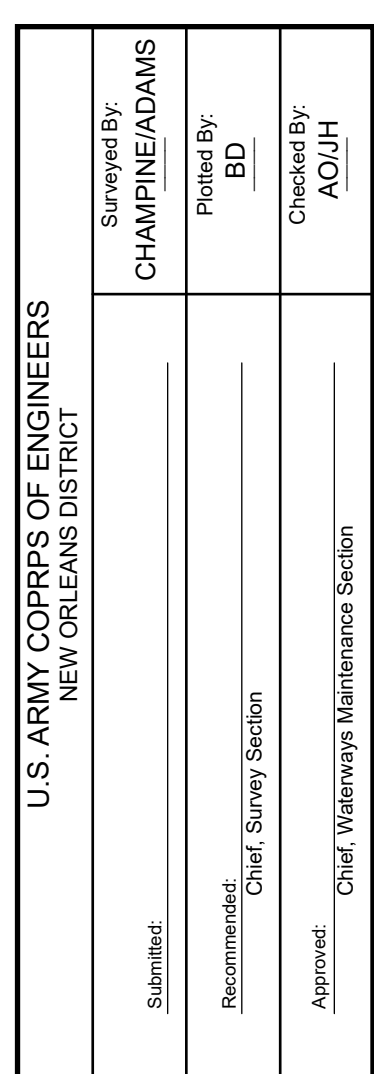 U.S. ARMY COPRPS OF ENGINEERS
NEW ORLEANS DISTRICT
Submitted:
Surveyed By:
CHAMPINE/ADAMS
Recommended:
Chief, Survey Section
Plotted By:
BD
Approved:
Chief, Waterways Maintenance Section
Checked By:
AO/JH